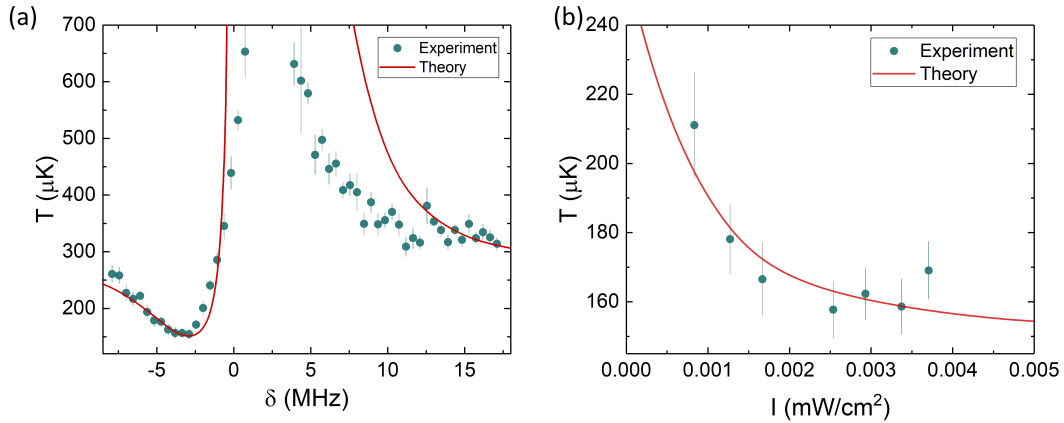 (a)
700
600
500
400
300
200
T (μK)
-5
0
5
10
15
δ (MHz)
Experiment
Theory
(b)
240
220
200
180
160
T (μK)
0.000
0.001
0.002
0.003
0.004
0.005
I (mW/cm²)
Experiment
Theory